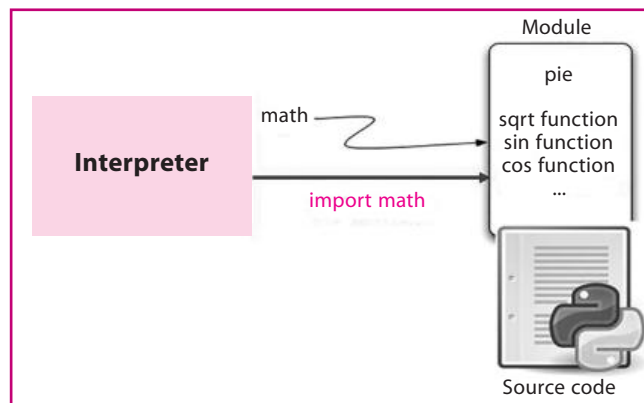 Module
pie
math
sqrt function
sin function
Interpreter
cos function
...
import math
Source code